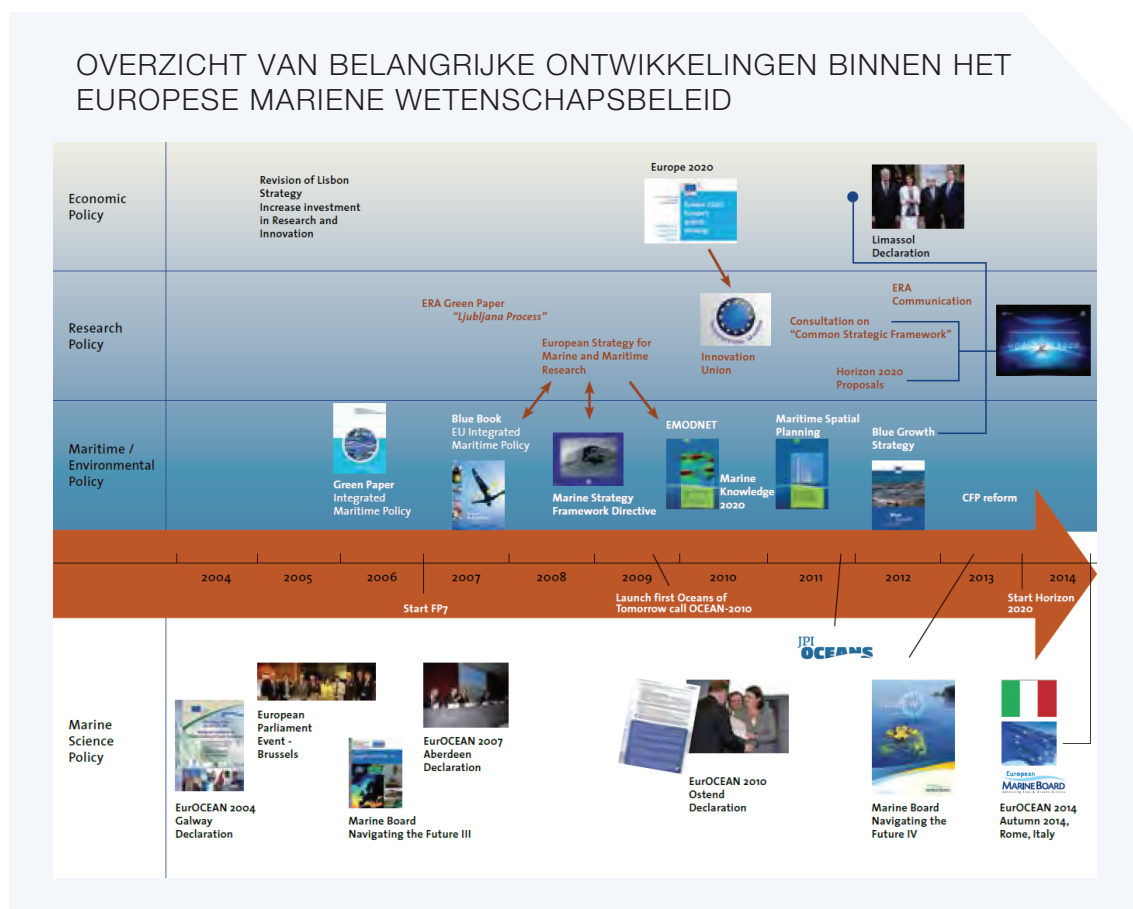 OVERZICHT VAN BELANGRIJKE ONTWIKKELINGEN BINNEN HET
EUROPESE MARIENE WETENSCHAPSBELEID
Economic
Policy
Revision of Lisbon
Strategy
Increase investment
in Research and
Innovation
Europe 2020
Limassol
Declaration
Research
Policy
ERA Green Paper
"Ljubljana Process"
European Strategy for
Marine and Maritime
Research
Innovation
Union
ERA
Communication
Consultation on
"Common Strategic Framework"
Horizon 2020
Proposals
Maritime /
Environmental
Policy
Green Paper
Integrated
Maritime Policy
Blue Book
EU Integrated
Maritime Policy
Marine Strategy
Framework Directive
EMODNET
Marine
Knowledge
2020
Maritime Spatial
Planning
Blue Growth
Strategy
CFP reform
2004
2005
2006
2007
2008
2009
2010
2011
2012
2013
2014
Start FP7
Launch first Oceans of
Tomorrow call OCEAN-2010
Start Horizon
2020
Marine
Science
Policy
EurOCEAN 2004
Galway
Declaration
European
Parliament
Event -
Brussels
Marine Board
Navigating the Future III
EurOCEAN 2007
Aberdeen
Declaration
EurOCEAN 2010
Ostend
Declaration
JPI
OCEANS
Marine Board
Navigating the
Future IV
European
MARINE BOARD
EurOCEAN 2014
Autumn 2014,
Rome, Italy